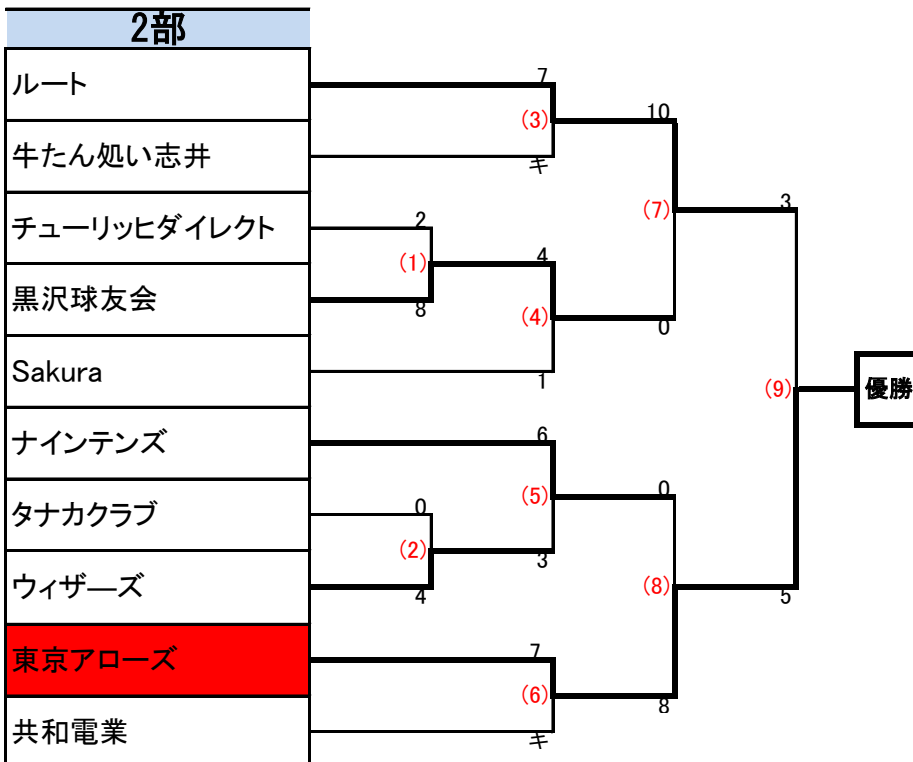 2部
ルート
7
(3)
10
牛たん処い志井
キ
チューリッヒダイレクト
2
(7)
3
(1)
4
黒沢球友会
8
(4)
0
Sakura
1
(9)
優勝
ナインテンズ
6
(5)
0
タナカクラブ
0
(2)
3
ウィザ―ズ
4
(8)
5
東京アローズ
7
(6)
8
共和電業
キ